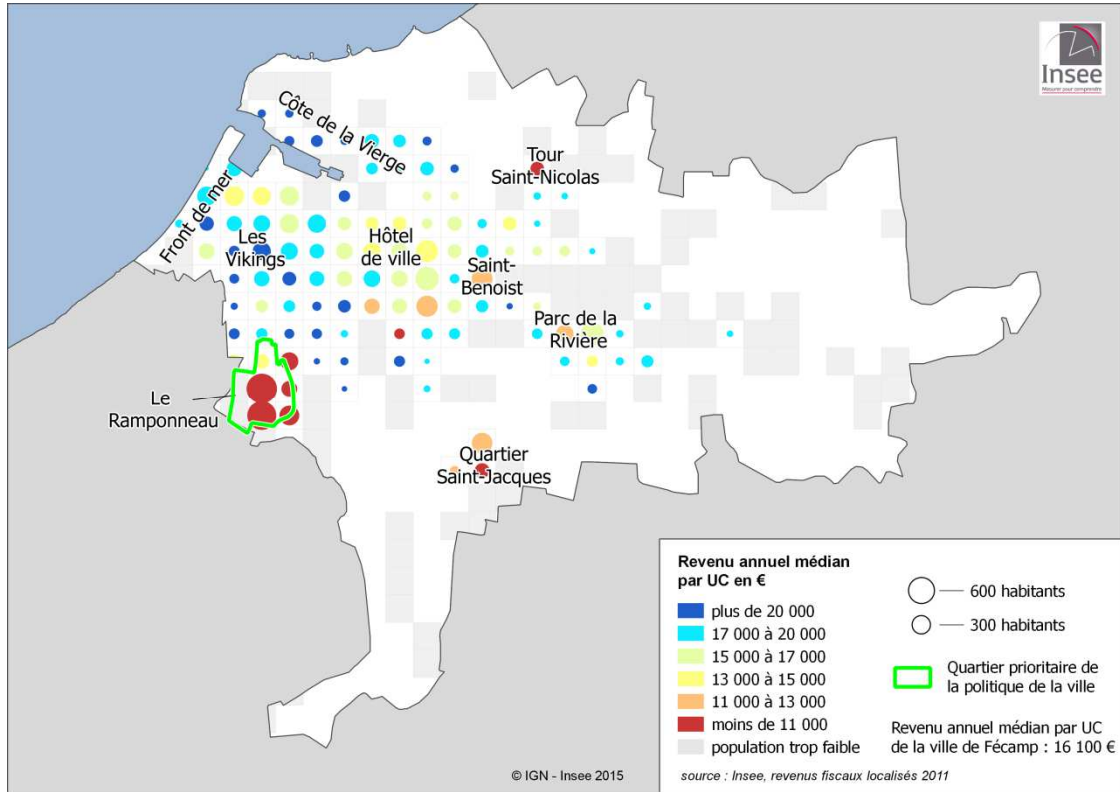 Insee
Mesurer pour comprendre
Côte de la Vierge
Tour
Saint-Nicolas
Front de mer
Les
Vikings
Hôtel
de ville
Saint-
Benoist
Parc de la
Rivière
Le
Ramponneau
Quartier
Saint-Jacques
Revenu annuel médian
par UC en €
plus de 20 000
17 000 à 20 000
15 000 à 17 000
13 000 à 15 000
11 000 à 13 000
moins de 11 000
population trop faible
600 habitants
300 habitants
Quartier prioritaire de
la politique de la ville
Revenu annuel médian par UC
de la ville de Fécamp : 16 100 €
© IGN - Insee 2015
source : Insee, revenus fiscaux localisés 2011